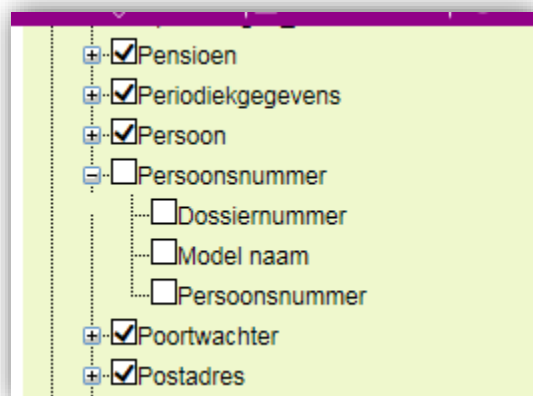 Pensioen
Periodiekgegevens
Persoon
Persoonsnummer
Dossiernummer
Model naam
Persoonsnummer
Poortwachter
Postadres